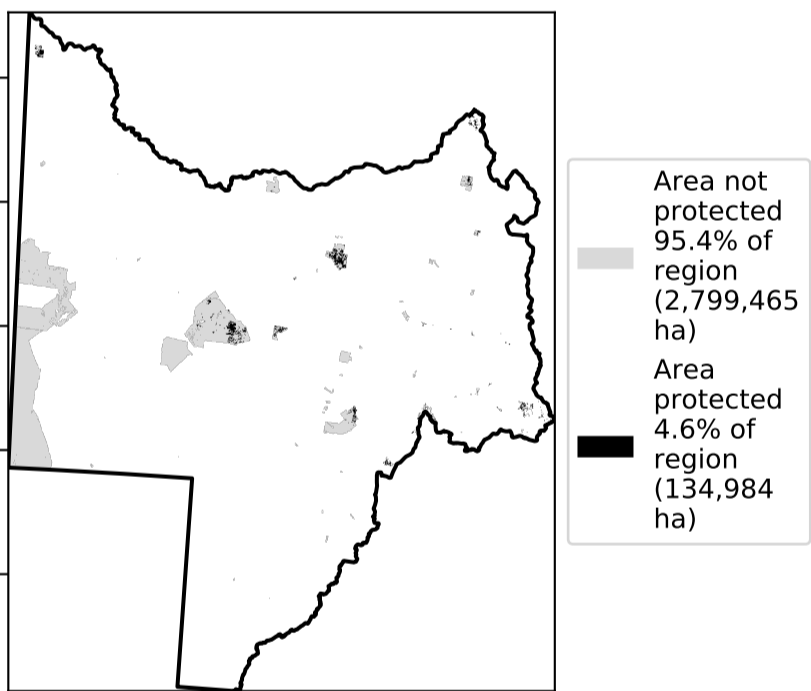 Area not
protected
95.4% of
region
(2,799,465
ha)
Area
protected
4.6% of
region
(134,984
ha)